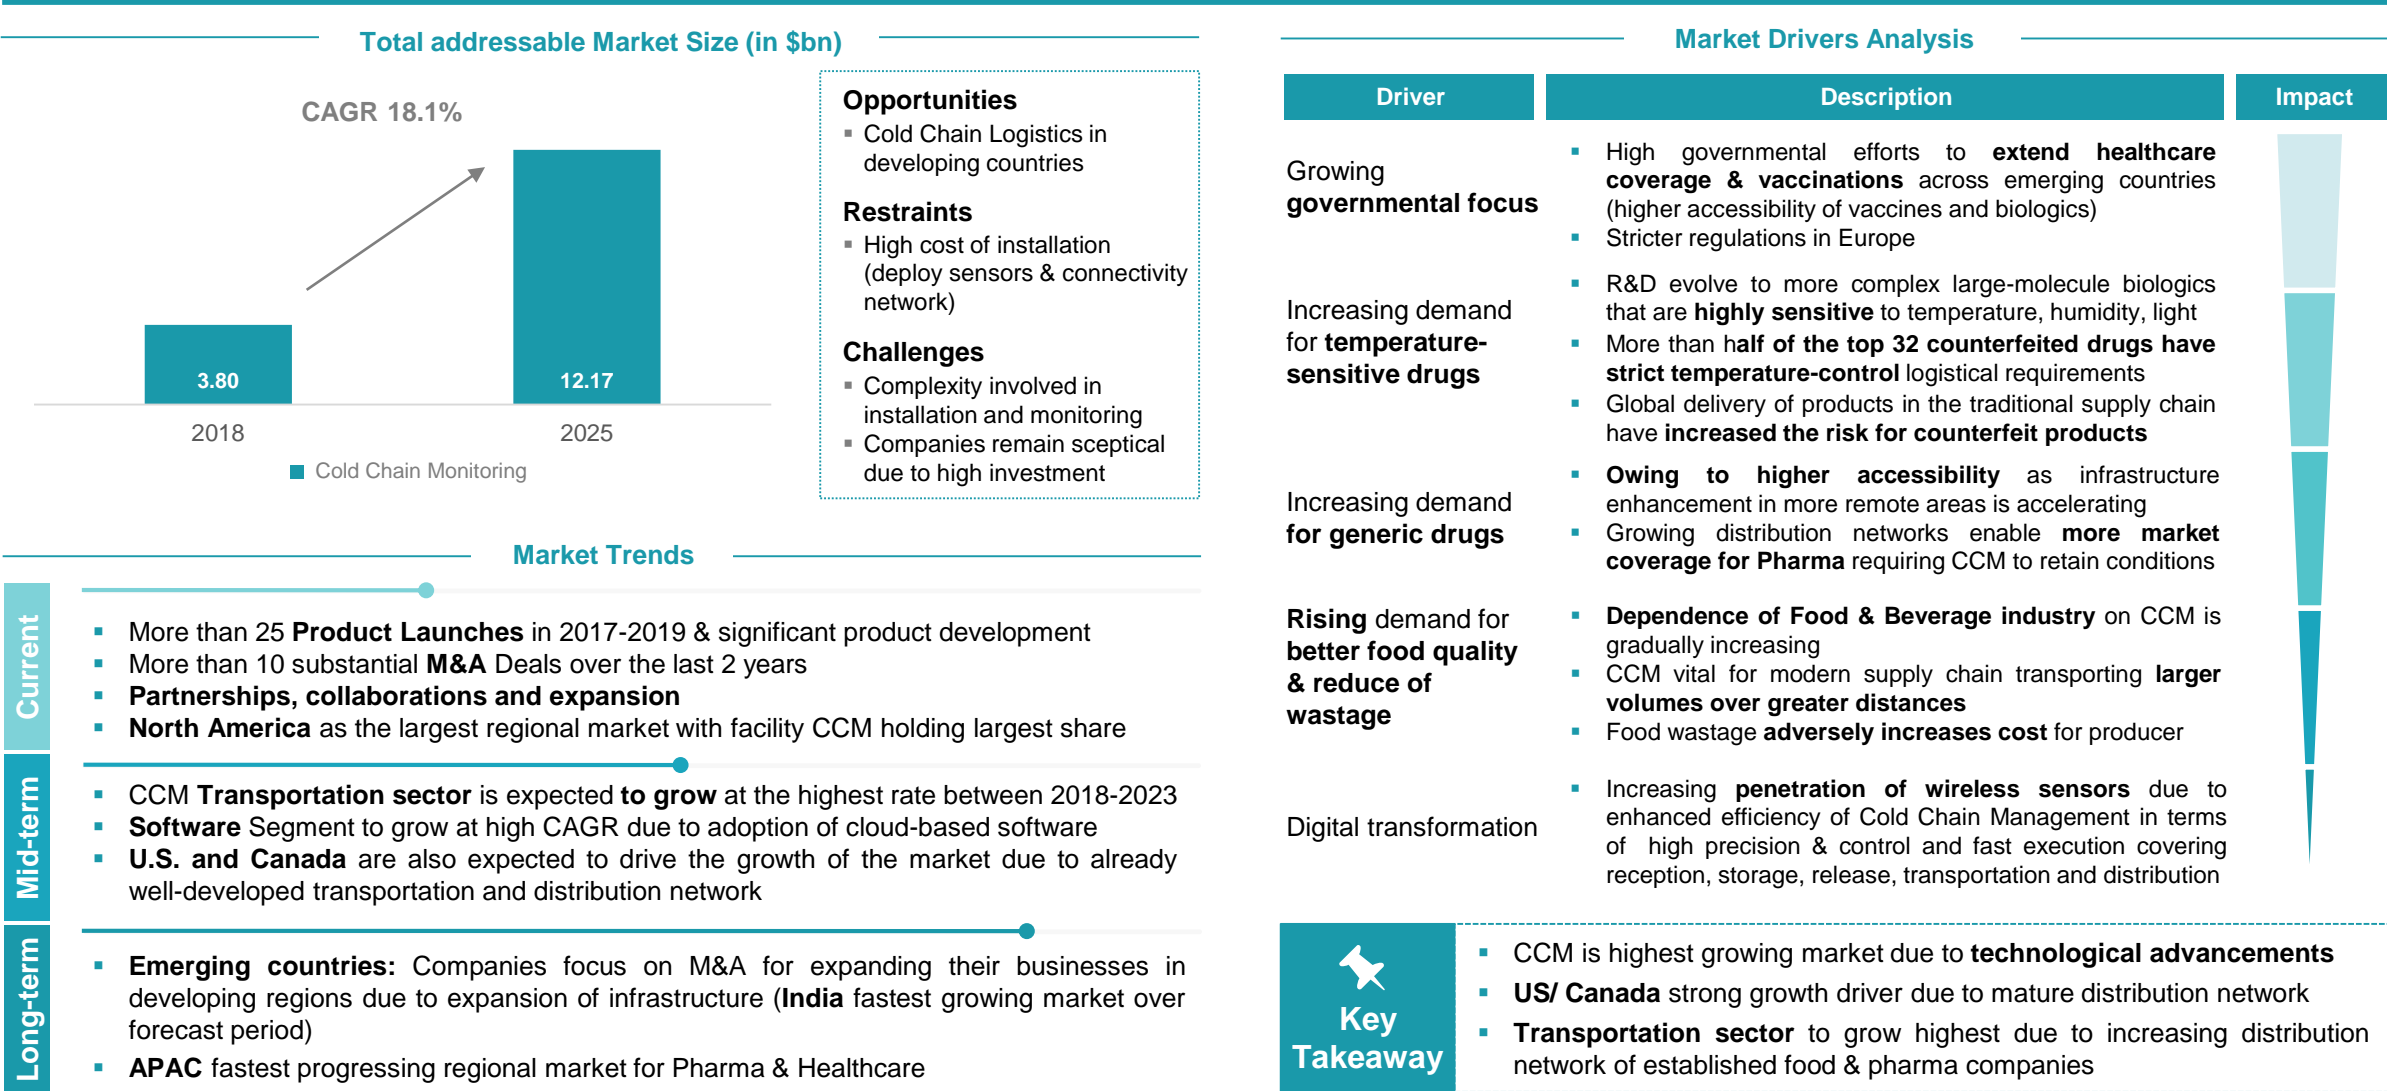 Total addressable Market Size (in $bn)
CAGR 18.1%
3.80
12.17
2018
2025
Cold Chain Monitoring
Opportunities
Cold Chain Logistics in
developing countries
Restraints
High cost of installation
(deploy sensors & connectivity
network)
Challenges
Complexity involved in
installation and monitoring
Companies remain sceptical
due to high investment
Market Trends
Current
More than 25 Product Launches in 2017-2019 & significant product development
More than 10 substantial M&A Deals over the last 2 years
Partnerships, collaborations and expansion
North America as the largest regional market with facility CCM holding largest share
Mid-term
CCM Transportation sector is expected to grow at the highest rate between 2018-2023
Software Segment to grow at high CAGR due to adoption of cloud-based software
U.S. and Canada are also expected to drive the growth of the market due to already
well-developed transportation and distribution network
Long-term
Emerging countries: Companies focus on M&A for expanding their businesses in
developing regions due to expansion of infrastructure (India fastest growing market over
forecast period)
APAC fastest progressing regional market for Pharma & Healthcare
Market Drivers Analysis
Driver
Description
Impact
Growing
governmental focus
High governmental efforts to extend healthcare
coverage & vaccinations across emerging countries
(higher accessibility of vaccines and biologics)
Stricter regulations in Europe
Increasing demand
for temperature-
sensitive drugs
R&D evolve to more complex large-molecule biologics
that are highly sensitive to temperature, humidity, light
More than half of the top 32 counterfeited drugs have
strict temperature-control logistical requirements
Global delivery of products in the traditional supply chain
have increased the risk for counterfeit products
Increasing demand
for generic drugs
Owing to higher accessibility as infrastructure
enhancement in more remote areas is accelerating
Growing distribution networks enable more market
coverage for Pharma requiring CCM to retain conditions
Rising demand for
better food quality
& reduce of
wastage
Dependence of Food & Beverage industry on CCM is
gradually increasing
CCM vital for modern supply chain transporting larger
volumes over greater distances
Food wastage adversely increases cost for producer
Digital transformation
Increasing penetration of wireless sensors due to
enhanced efficiency of Cold Chain Management in terms
of high precision & control and fast execution covering
reception, storage, release, transportation and distribution
Key
Takeaway
CCM is highest growing market due to technological advancements
US/ Canada strong growth driver due to mature distribution network
Transportation sector to grow highest due to increasing distribution
network of established food & pharma companies